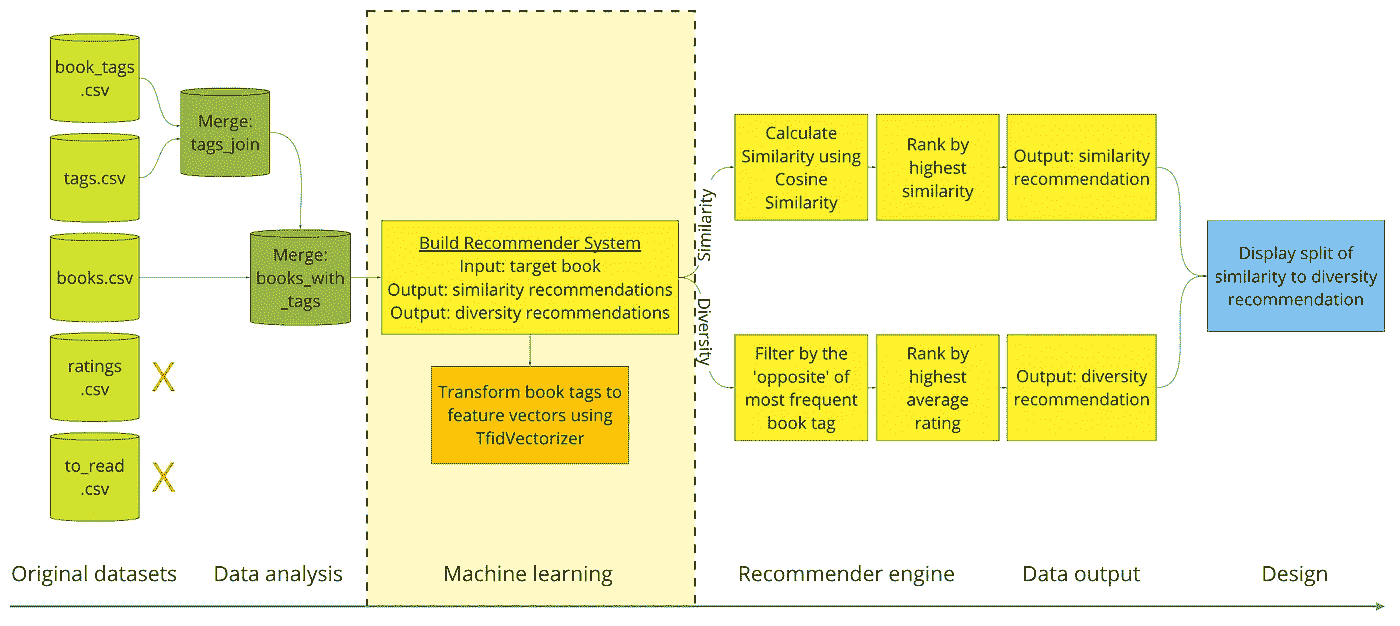 book_tags
.csv
tags.csv
books.csv
ratings
.csv
X
to_read
.csv
X
Merge:
tags_join
Merge:
books_with
_tags
Build Recommender System
Input: target book
Output: similarity recommendations
Output: diversity recommendations
Transform book tags to
feature vectors using
TfidVectorizer
Similarity
Diversity
Calculate
Similarity using
Cosine
Similarity
Rank by
highest
similarity
Output: similarity
recommendation
Filter by the
'opposite' of
most frequent
book tag
Rank by
highest
average
rating
Output: diversity
recommendation
Display split of
similarity to diversity
recommendation
Original datasets
Data analysis
Machine learning
Recommender engine
Data output
Design